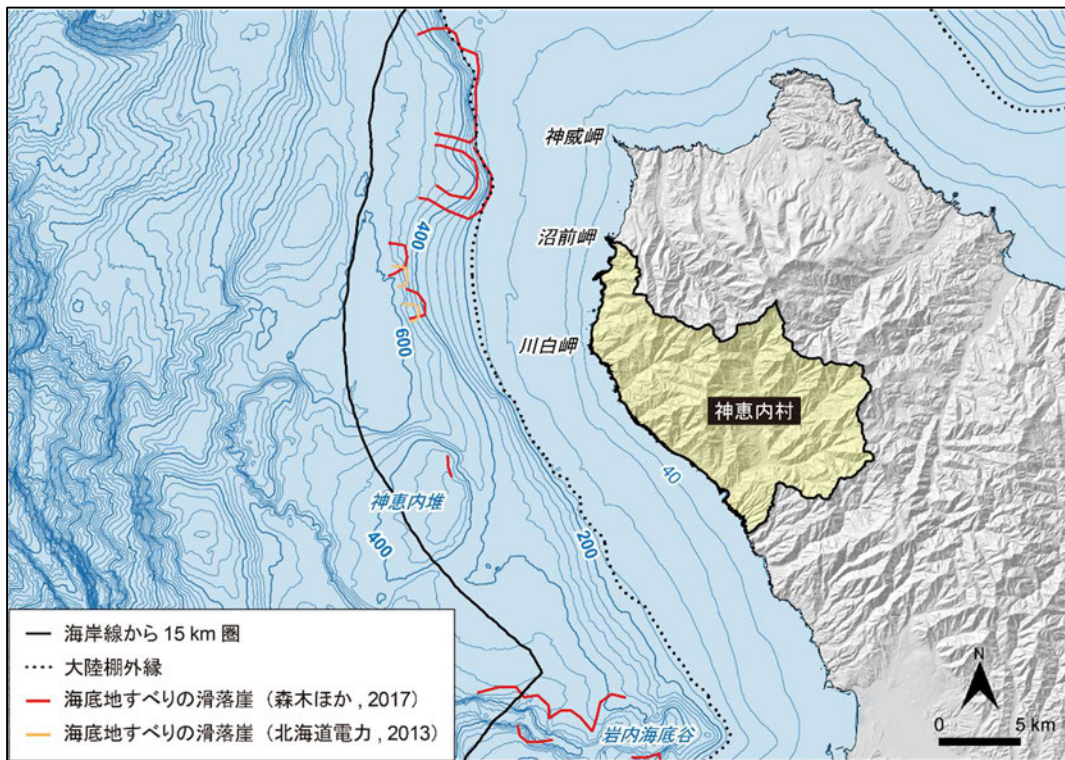 神威岬
沼前岬
400
600
川白岬
神恵内村
40
神恵内堆
400
200
岩内海底谷
海岸線から 15 km 圏
大陸棚外縁
海底地すべりの滑落崖（森木ほか , 2017）
海底地すべりの滑落崖（北海道電力 , 2013）
N
0 5 km